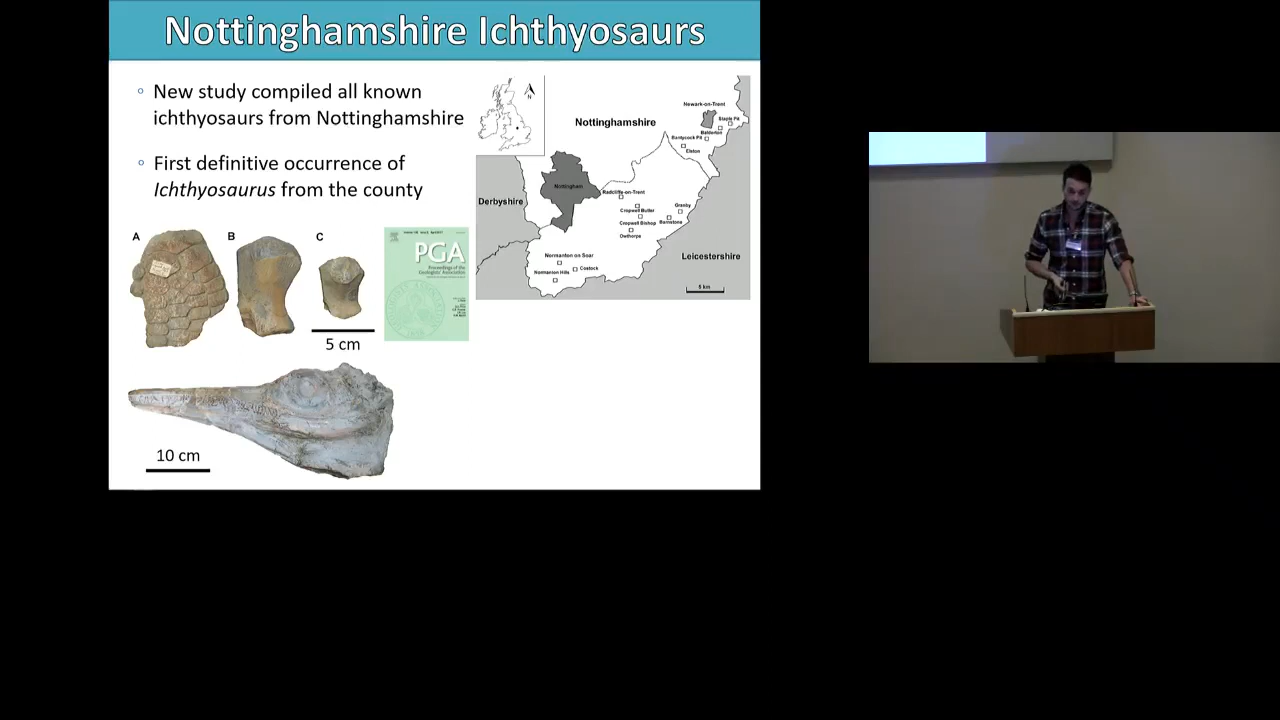 Nottinghamshire Ichthyosaurs
New study compiled all known
ichthyosaurs from Nottinghamshire
First definitive occurrence of
Ichthyosaurus from the county
A
B
C
5 cm
PGA
Proceedings of the
Geologists' Association
10 cm
N
Nottinghamshire
Newark-on-Trent
Staple Pit
Balderton
Bantycock Pit
Elston
Nottingham
Radcliffe-on-Trent
Derbyshire
Granby
Cropwell Butler
Cropwell Bishop
Barnstone
Owthorpe
Leicestershire
Normanton on Soar
Costock
Normanton Hills
5 km